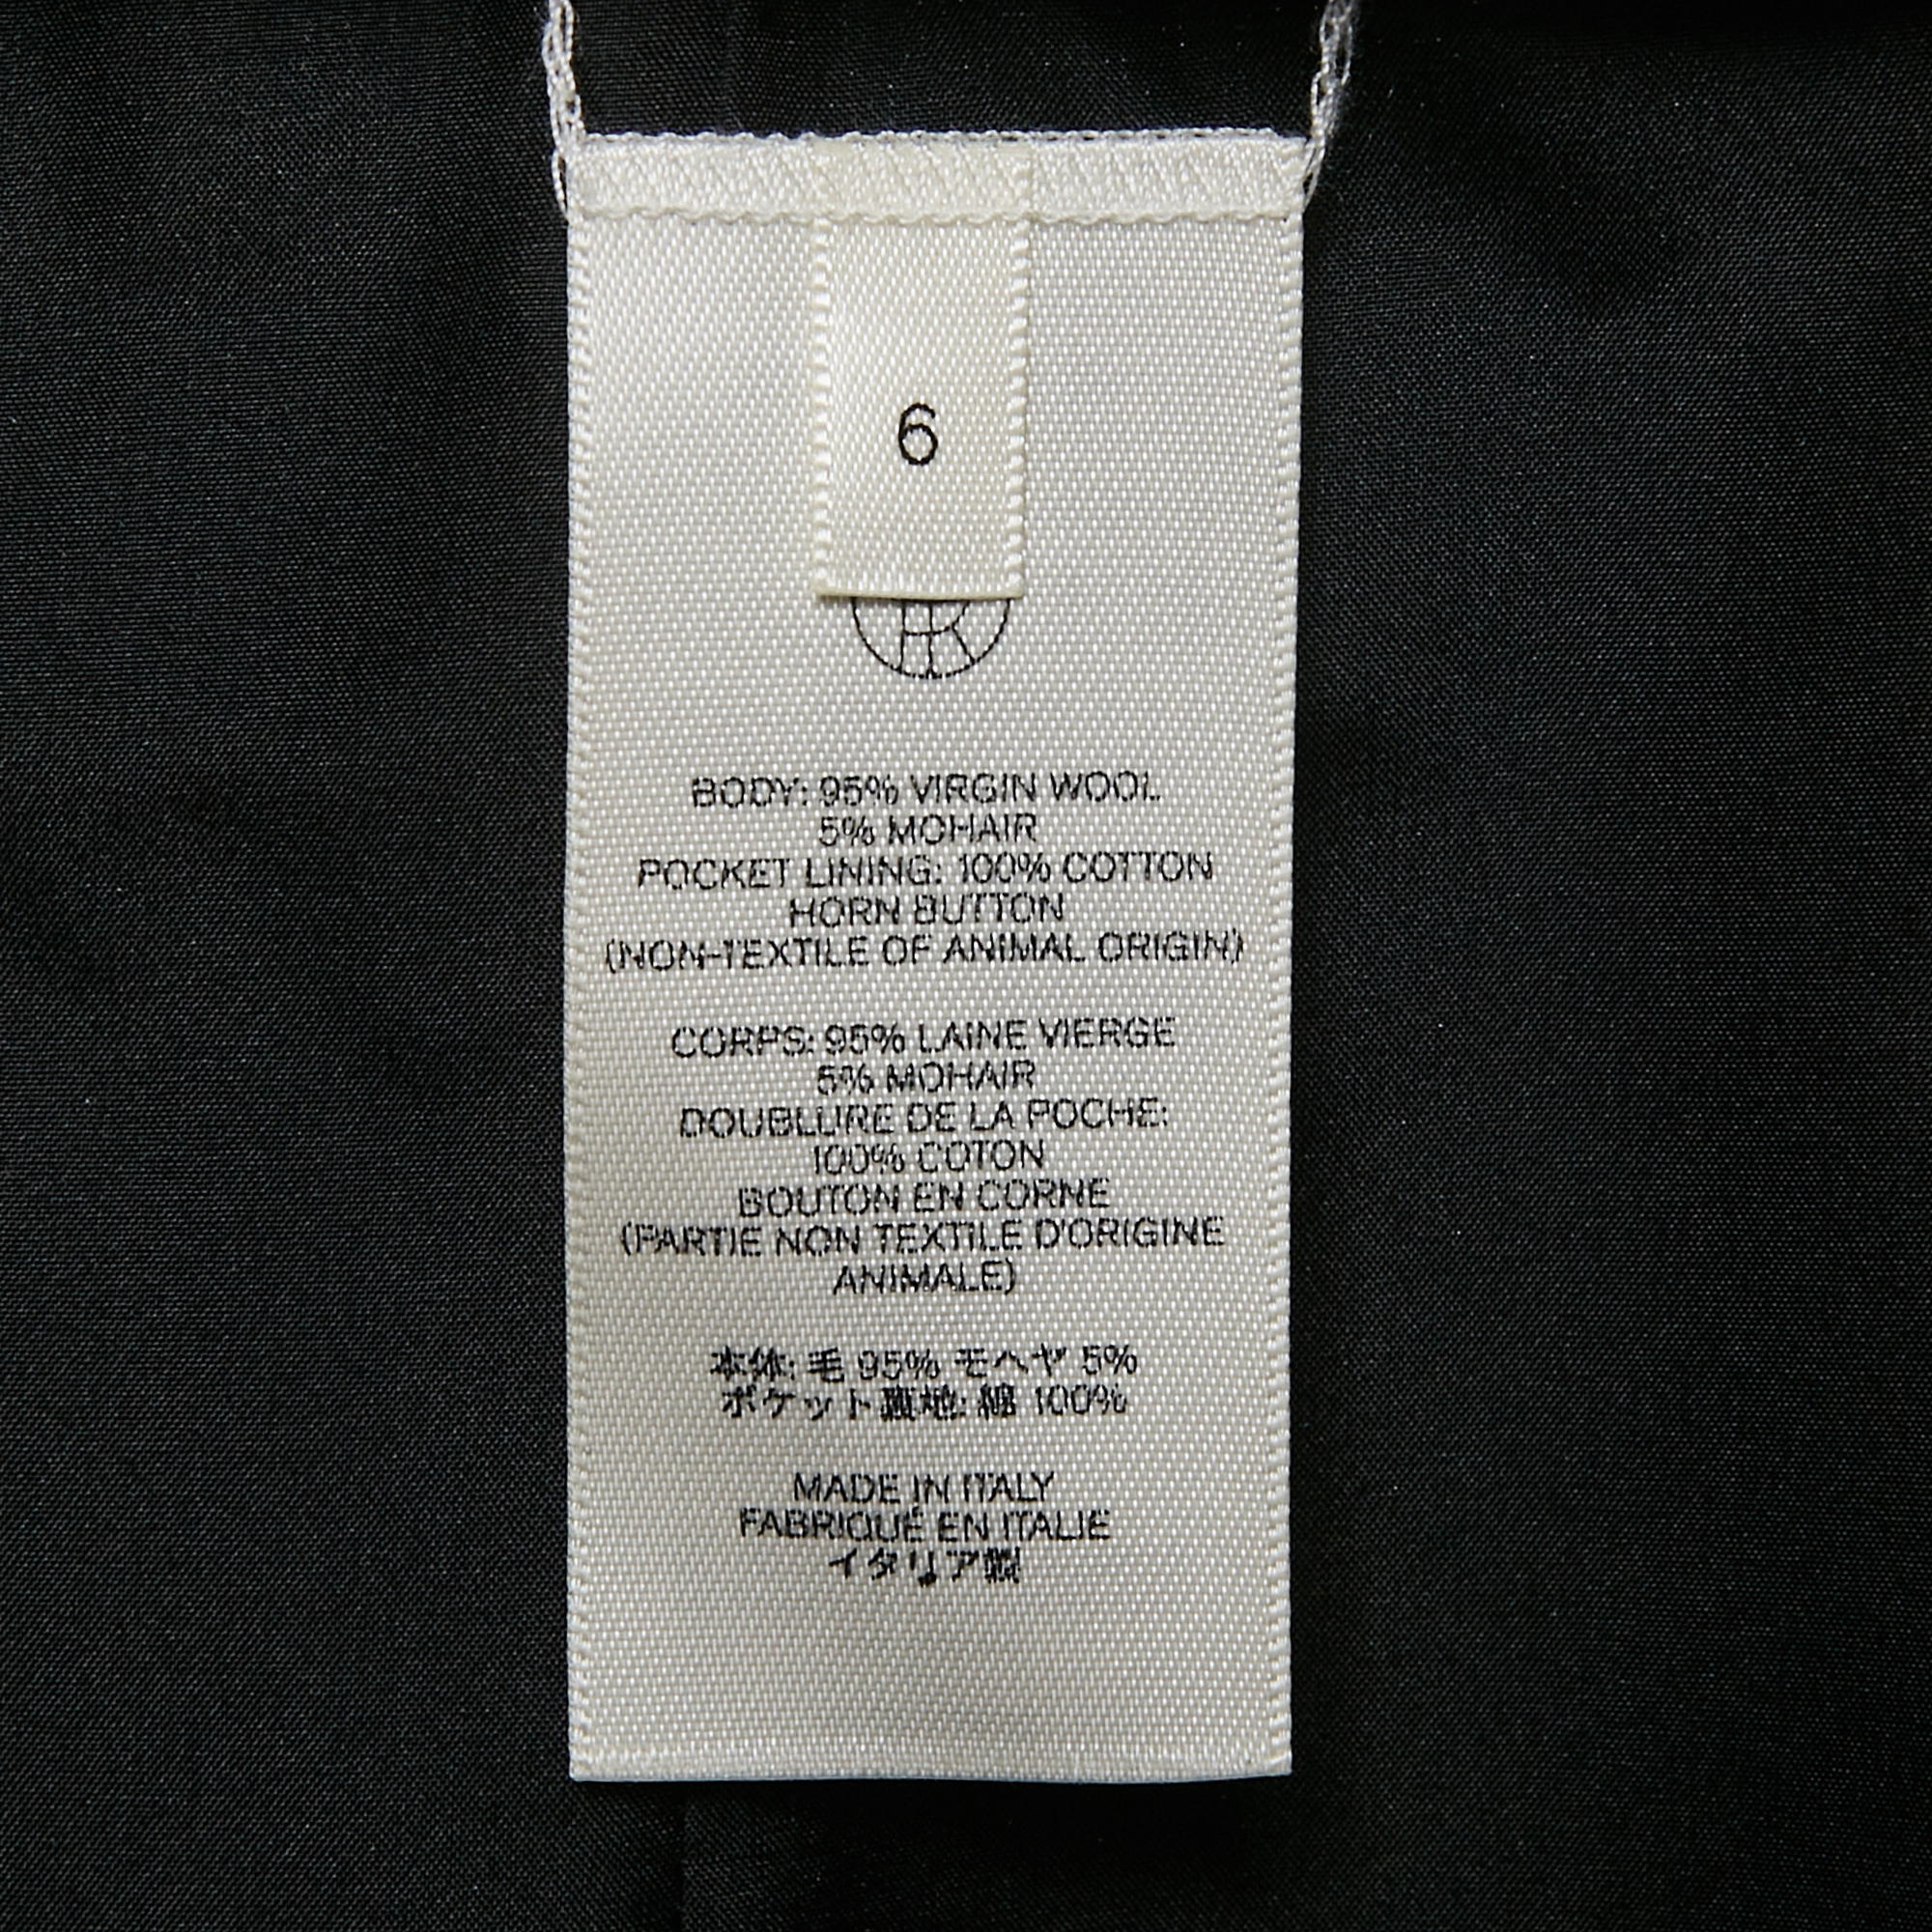 6
BODY: 95% VIRGIN WOOL
5% MOHAIR
POCKET LINING: 100% COTTON
HORN BUTTON
(NON-TEXTILE OF ANIMAL ORIGIN)
CORPS: 95% LAINE VIERGE
5% MOHAIR
DOUBLURE DE LA POCHE:
100% COTON
BOUTON EN CORNE
(PARTIE NON TEXTILE D'ORIGINE
ANIMALE)
本体: 毛 95% モヘヤ 5%
ポケット裏地: 綿 100%
MADE IN ITALY
FABRIQUÉ EN ITALIE
イタリア製